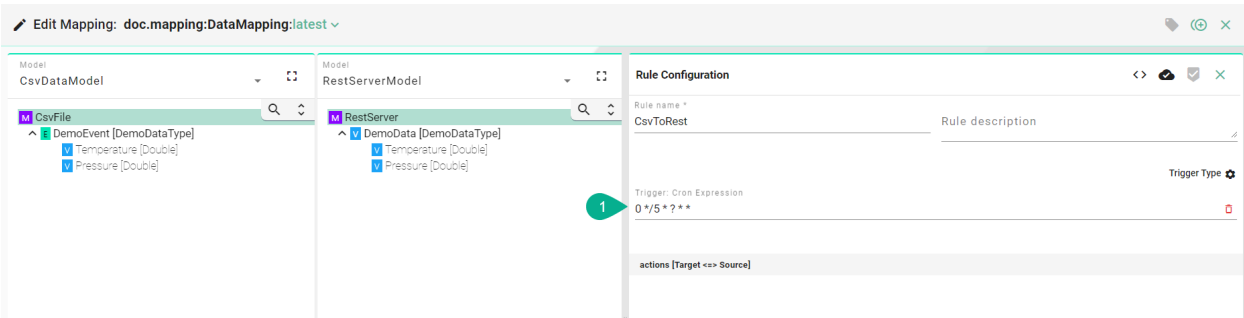 Edit Mapping: doc.mapping:DataMapping:latest
Model
CsvDataModel
M CsvFile
E DemoEvent [DemoDataType]
V Temperature [Double]
V Pressure [Double]
Model
RestServerModel
M RestServer
V DemoData [DemoDataType]
V Temperature [Double]
V Pressure [Double]
Rule Configuration
Rule name *
CsvToRest
Rule description
Trigger Type
Trigger: Cron Expression
1
0 */5 * ? * *
actions [Target <=> Source]